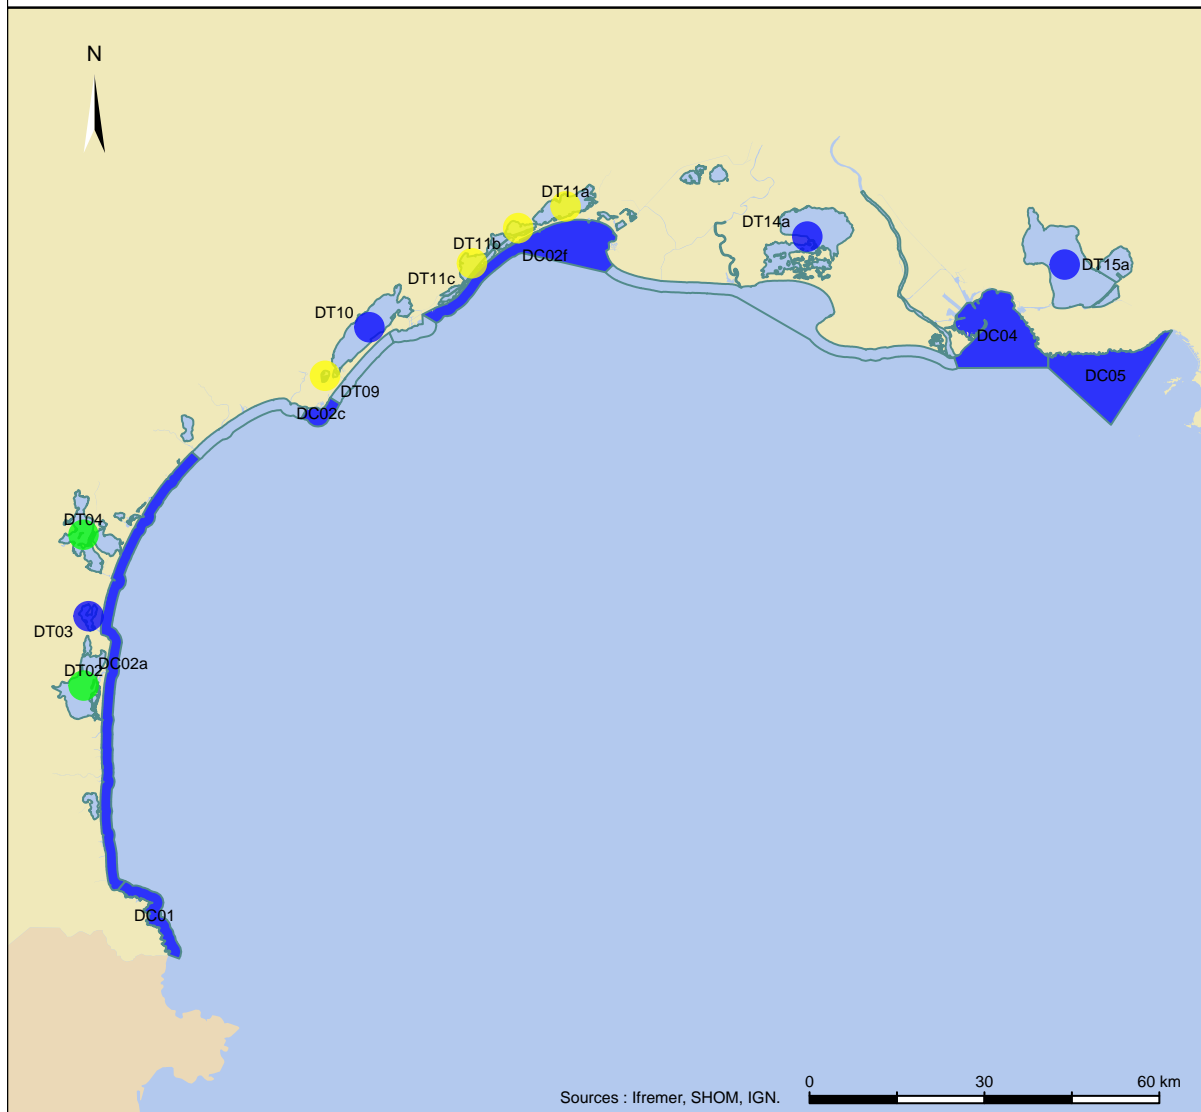 N
DT11a
DT14a
DT11b
DC02f
DT11c
DT15a
DT10
DC04
DC05
DT09
DC02c
DT04
DT03
DC02a
DT02
DC01
0 30 60 km
Sources : Ifremer, SHOM, IGN.